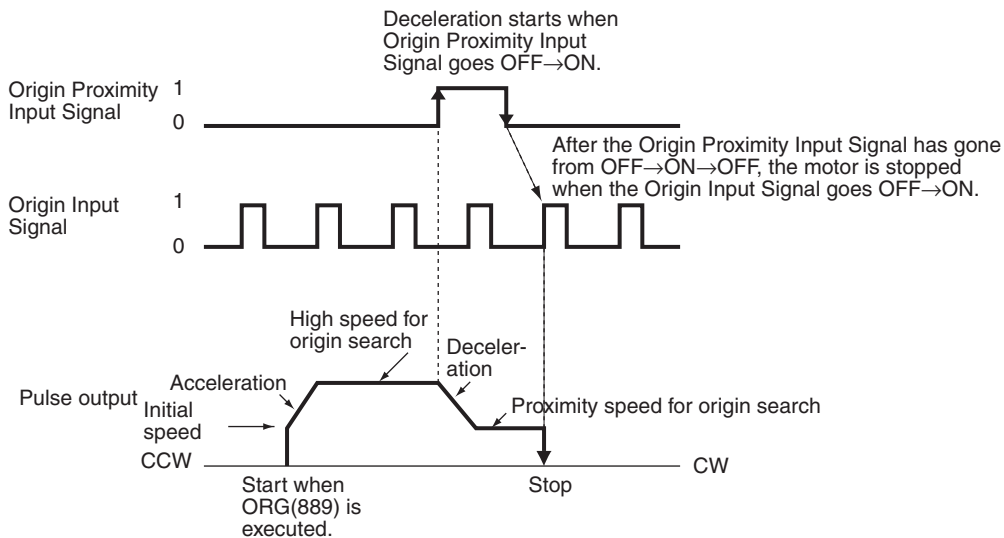 Deceleration starts when
Origin Proximity Input
Signal goes OFF→ON.
Origin Proximity
Input Signal
1
0
After the Origin Proximity Input Signal has gone
from OFF→ON→OFF, the motor is stopped
when the Origin Input Signal goes OFF→ON.
Origin Input
Signal
1
0
High speed for
origin search
Deceler-
ation
Acceleration
Pulse output
Initial
speed
Proximity speed for origin search
CCW
CW
Start when
ORG(889) is
executed.
Stop